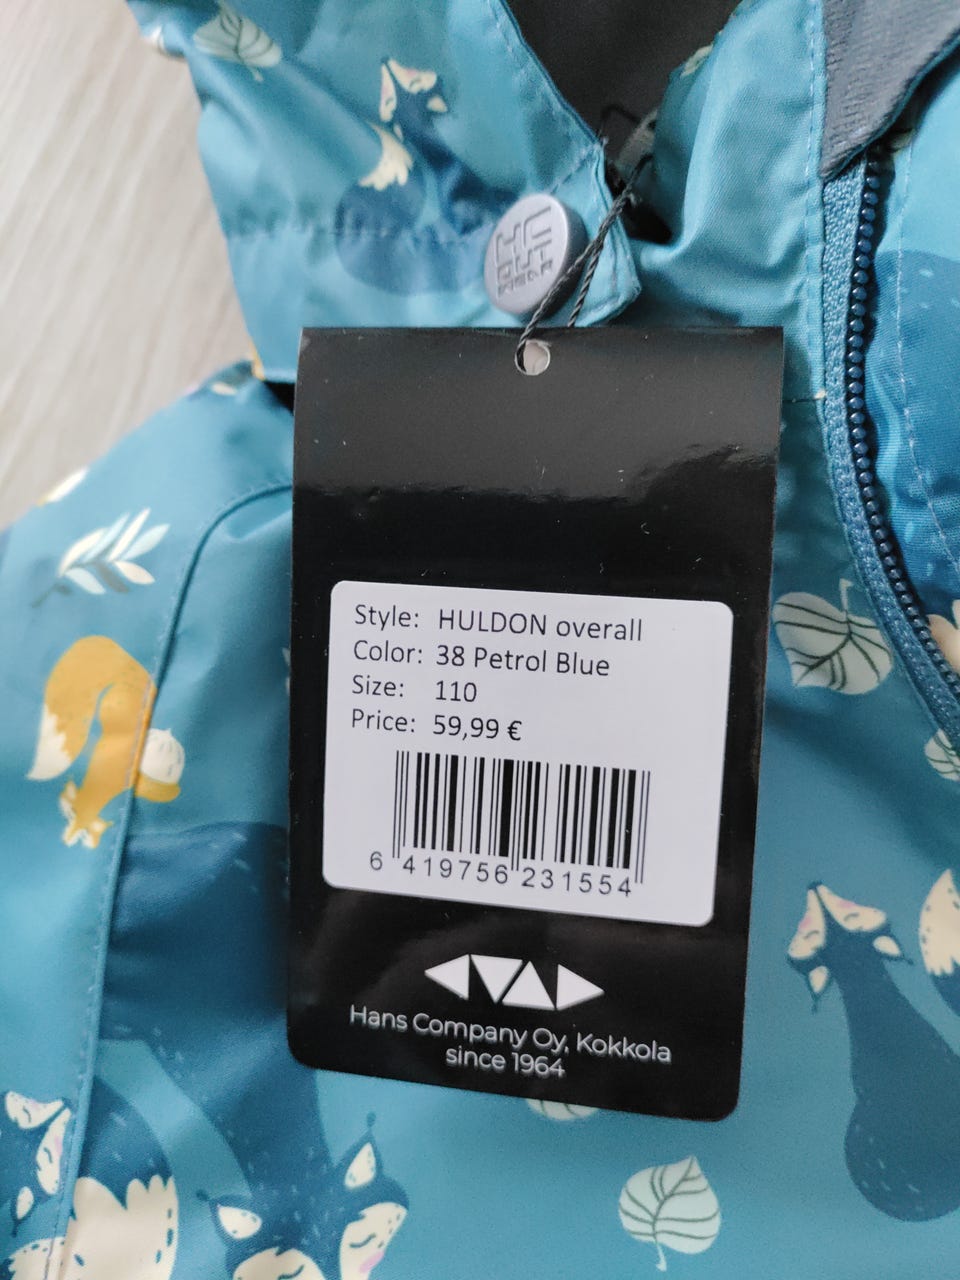 Style: HULDON overall
Color: 38 Petrol Blue
Size: 110
Price: 59,99 €
6 419756 231554
Hans Company Oy, Kokkola
since 1964